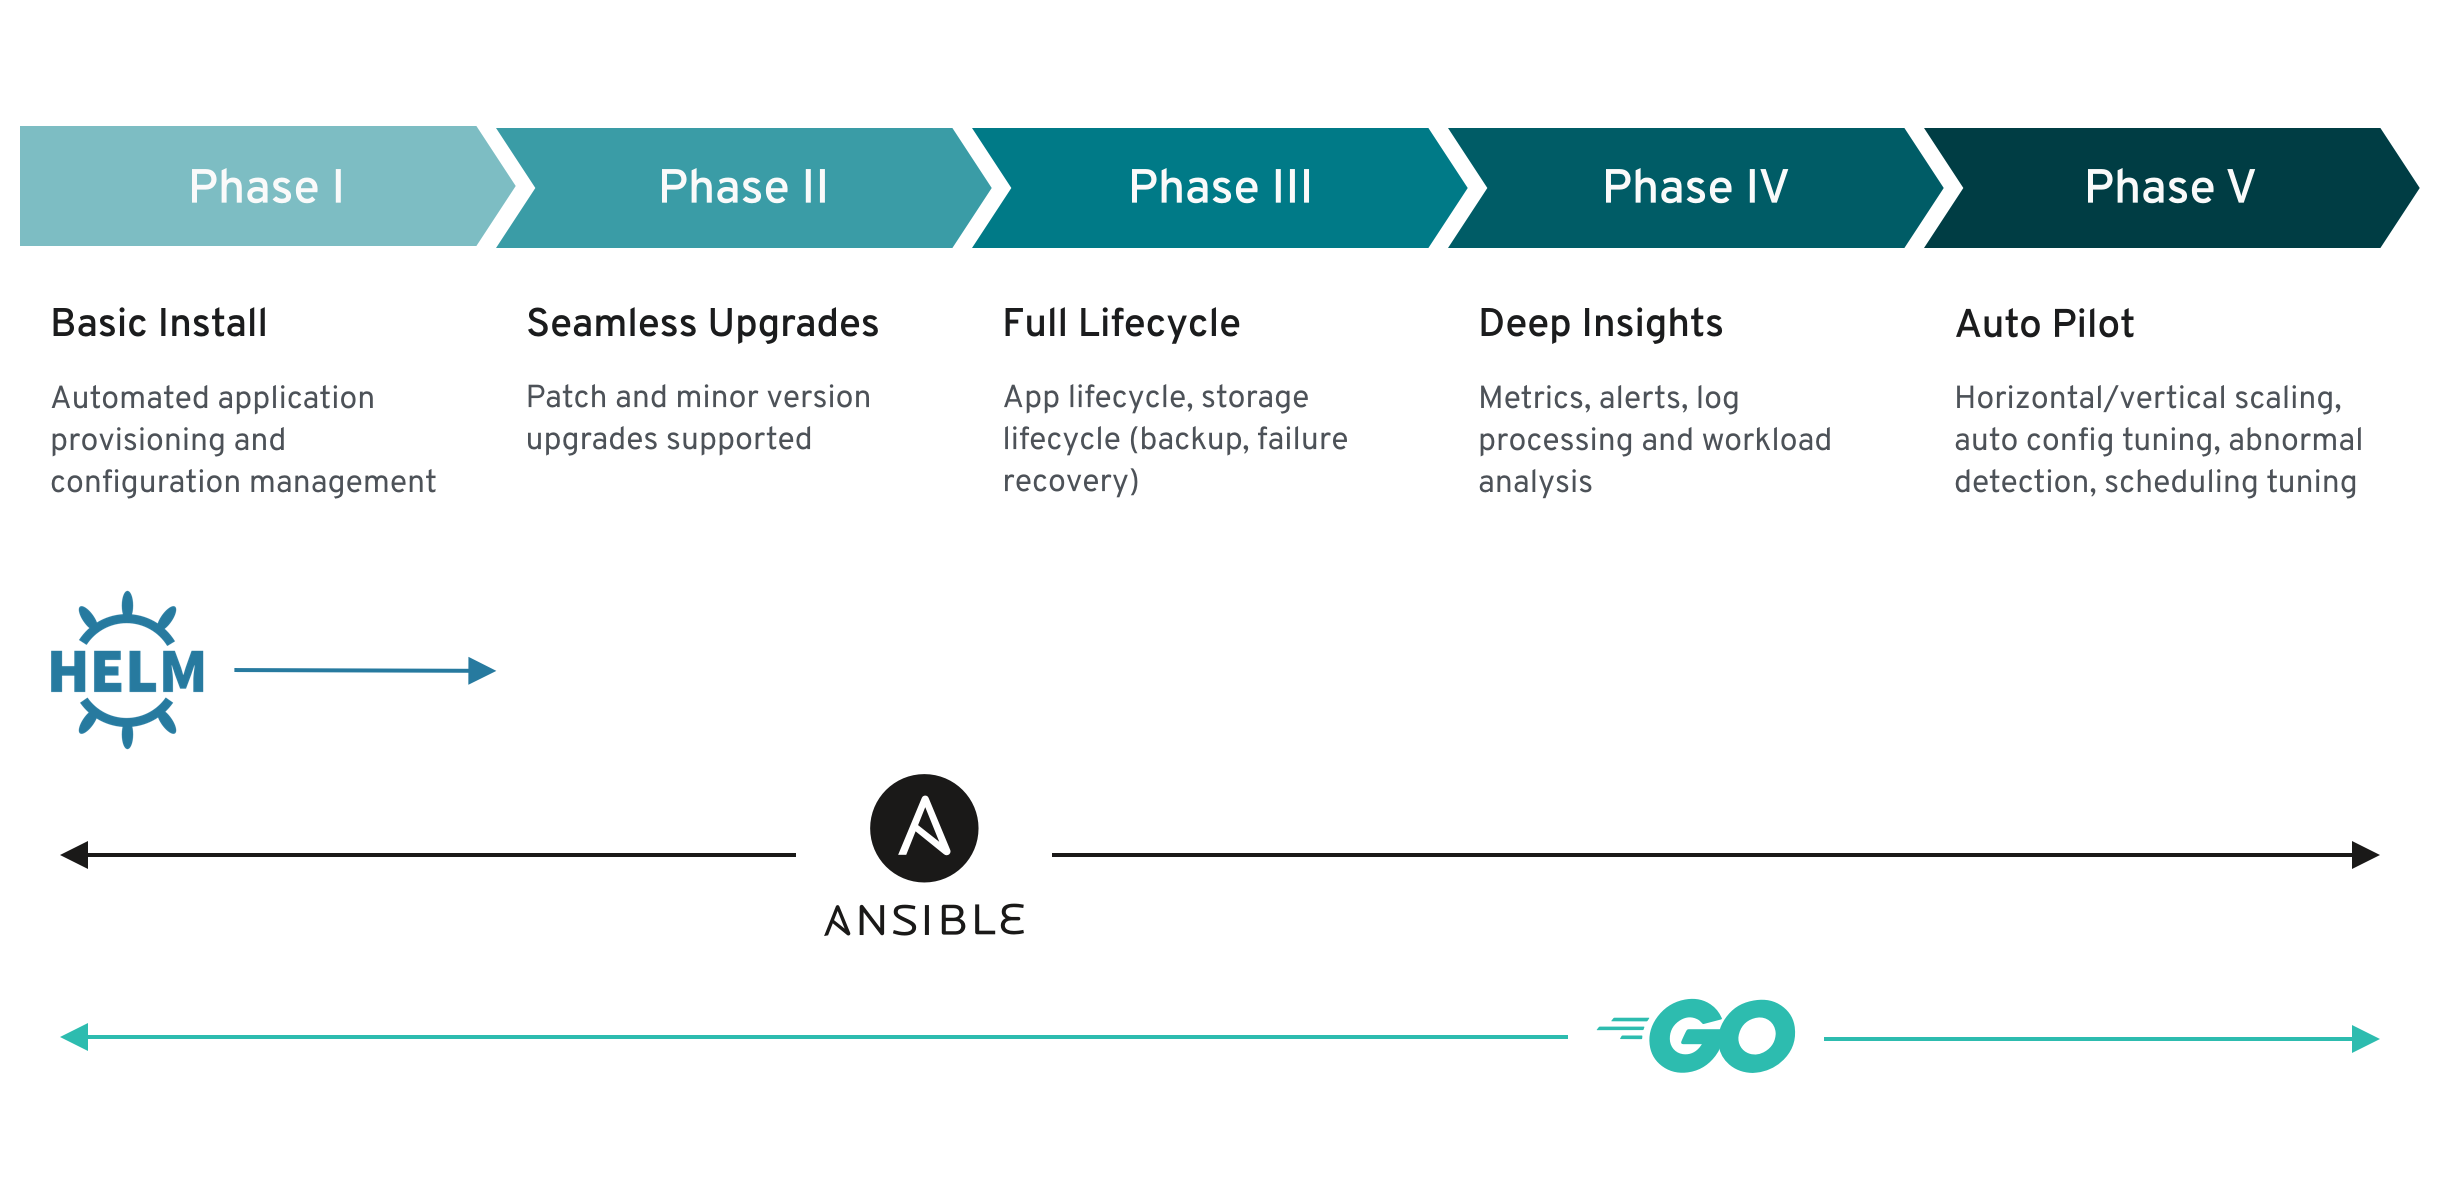 Phase I
Phase II
Phase III
Phase IV
Phase V
Basic Install
Automated application
provisioning and
configuration management
Seamless Upgrades
Patch and minor version
upgrades supported
Full Lifecycle
App lifecycle, storage
lifecycle (backup, failure
recovery)
Deep Insights
Metrics, alerts, log
processing and workload
analysis
Auto Pilot
Horizontal/vertical scaling,
auto config tuning, abnormal
detection, scheduling tuning
HELM
A
ANSIBLE
GO